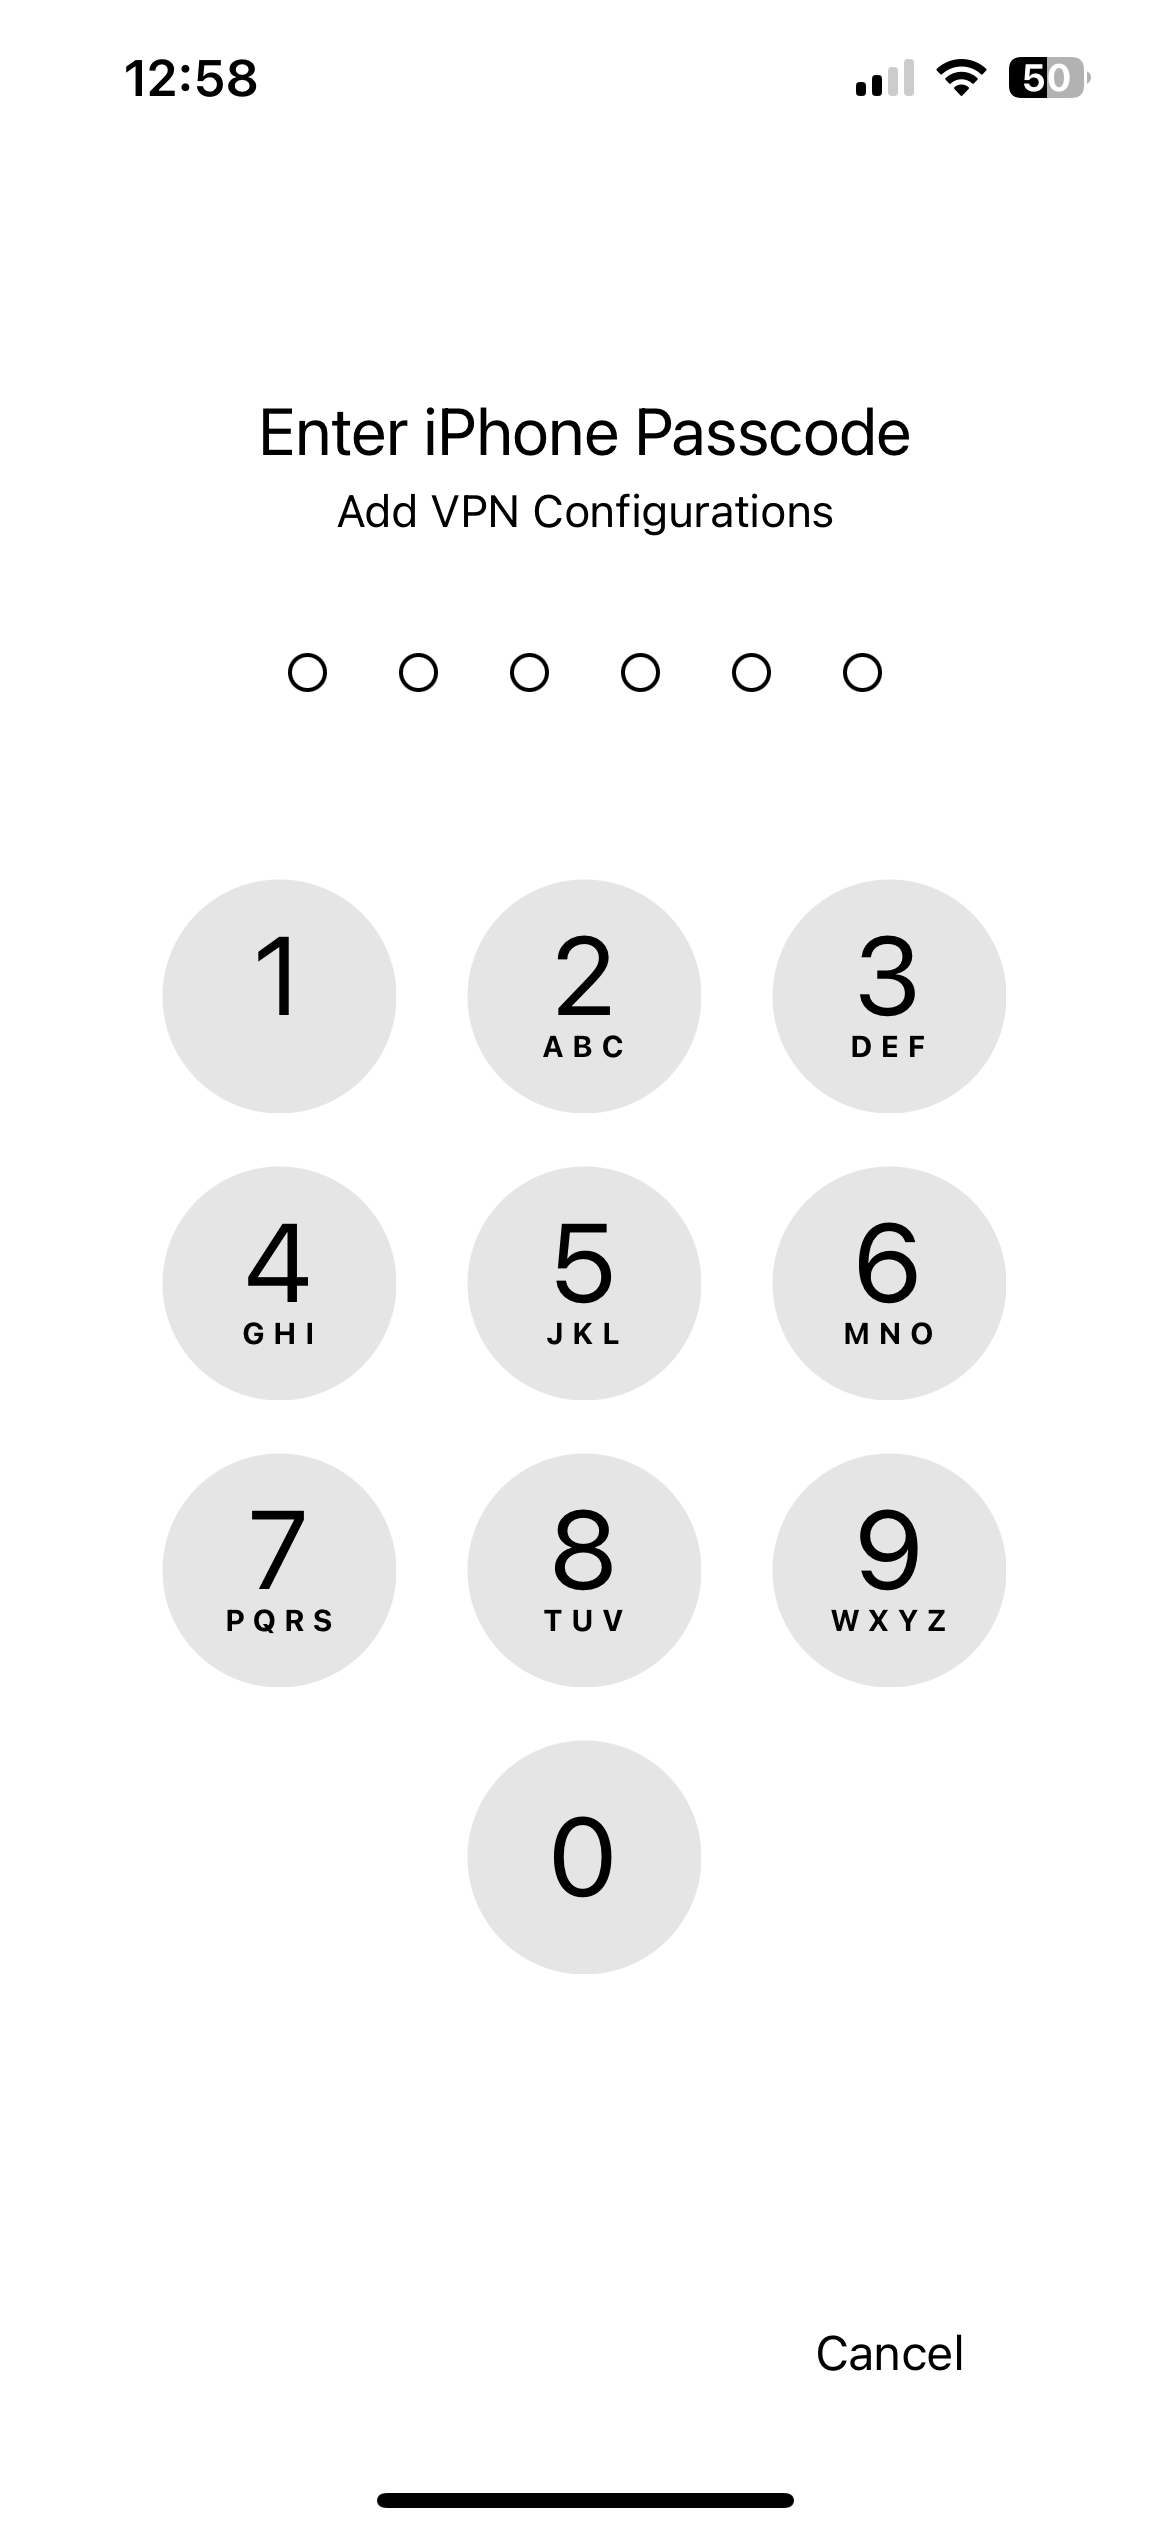 12:58 50
Enter iPhone Passcode
Add VPN Configurations
1 2 3
ABC DEF
4 5 6
GHI JKL MNO
7 8 9
PQRS TUV WXYZ
0
Cancel